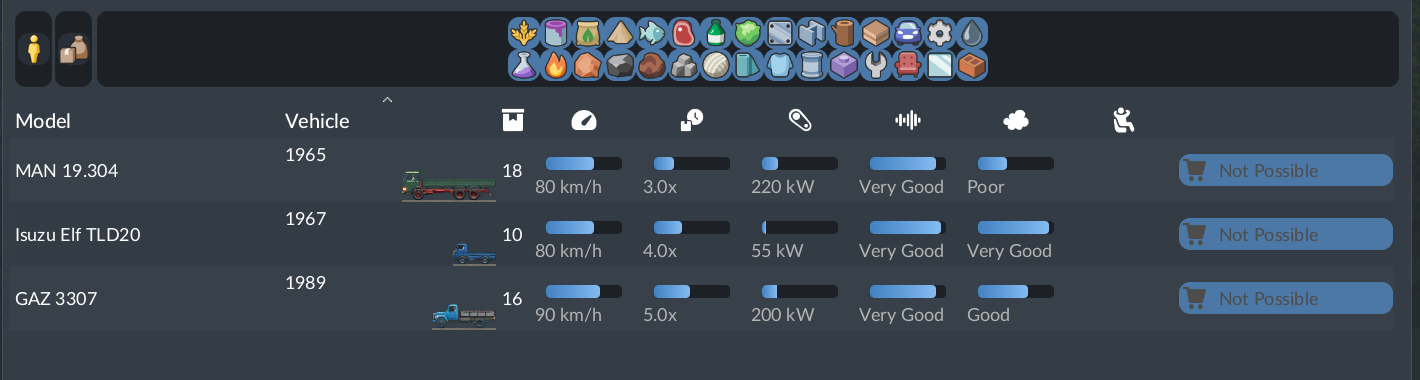 Model Vehicle
MAN 19.304 1965 18 80 km/h 3.0x 220 kW Very Good Poor Not Possible
Isuzu Elf TLD20 1967 10 80 km/h 4.0x 55 kW Very Good Very Good Not Possible
GAZ 3307 1989 16 90 km/h 5.0x 200 kW Very Good Good Not Possible